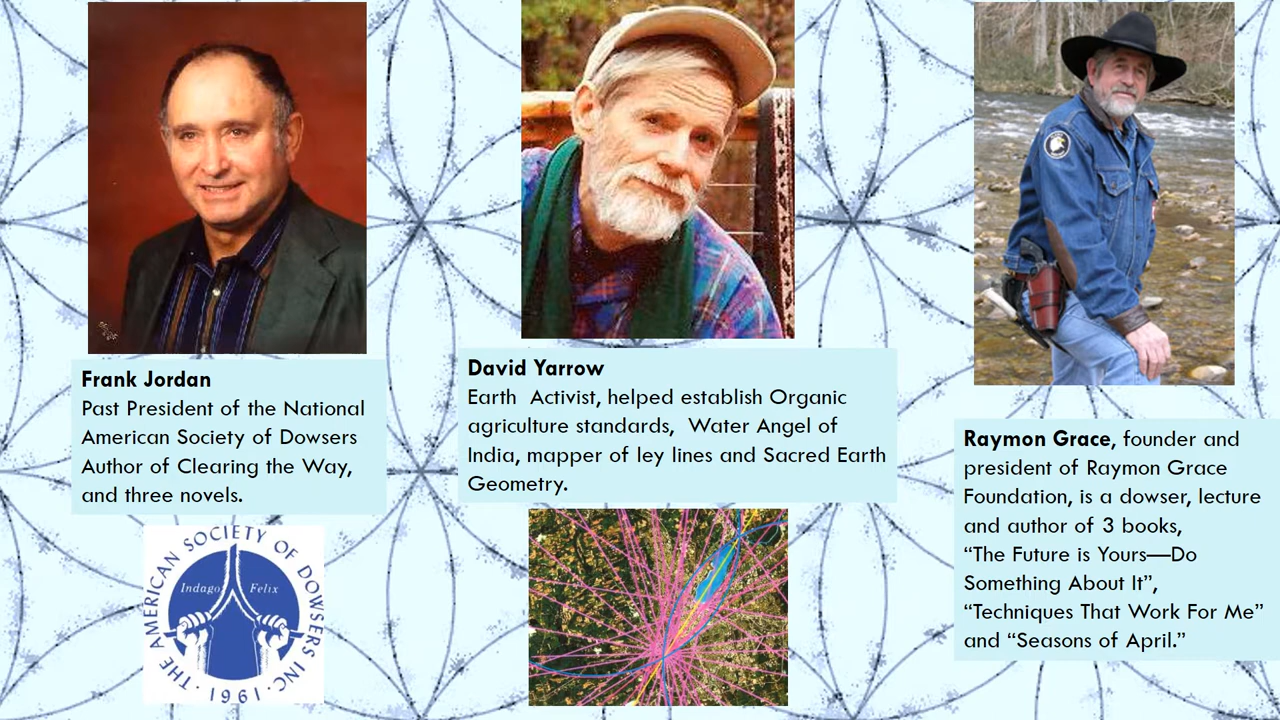 Frank Jordan
Past President of the National
American Society of Dowsers
Author of Clearing the Way,
and three novels.
THE AMERICAN SOCIETY OF DOWSERS INC.
Indago Felix
·1961·
David Yarrow
Earth  Activist, helped establish Organic
agriculture standards,  Water Angel of
India, mapper of ley lines and Sacred Earth
Geometry.
Raymon Grace, founder and
president of Raymon Grace
Foundation, is a dowser, lecture
and author of 3 books,
“The Future is Yours—Do
Something About It”,
“Techniques That Work For Me”
and “Seasons of April.”